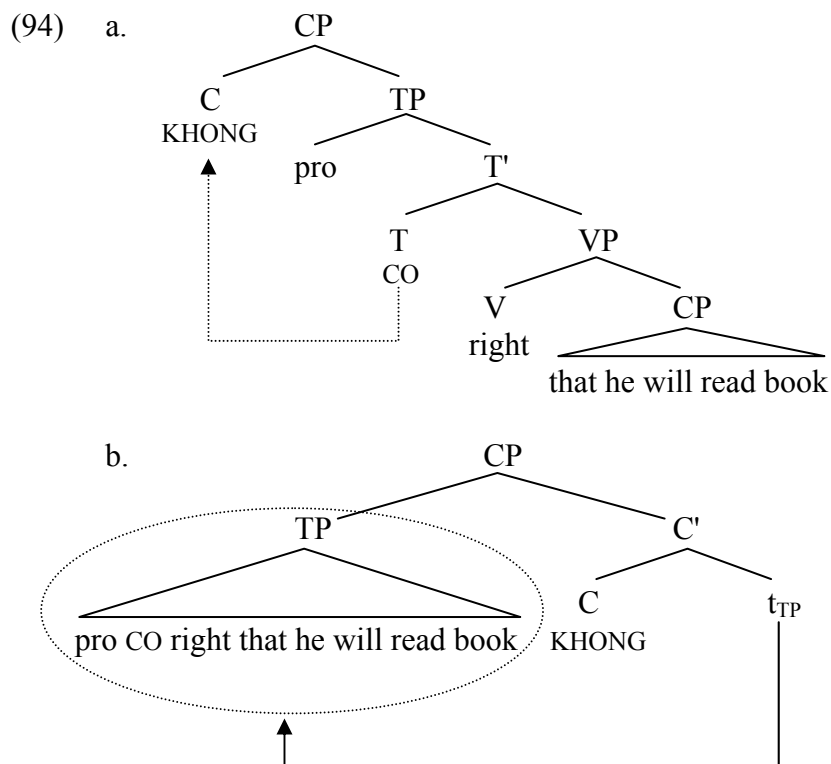 (94) a. CP
C TP
KHONG
pro T'
T VP
CO
V CP
right
that he will read book
b. CP
TP C'
C tTP
pro CO right that he will read book KHONG